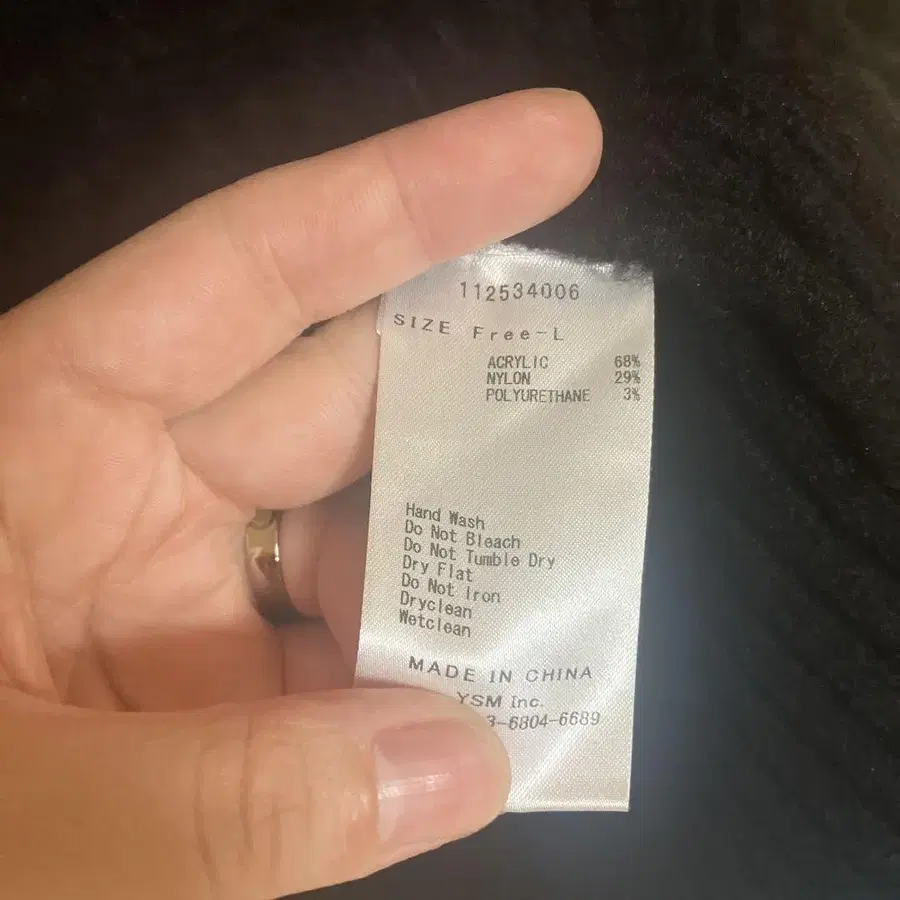 112534006
SIZE Free-L
ACRYLIC 68%
NYLON 29%
POLYURETHANE 3%
Hand Wash
Do Not Bleach
Do Not Tumble Dry
Dry Flat
Do Not Iron
Dryclean
Wetclean
MADE IN CHINA
YSM Inc.
3-6804-6689